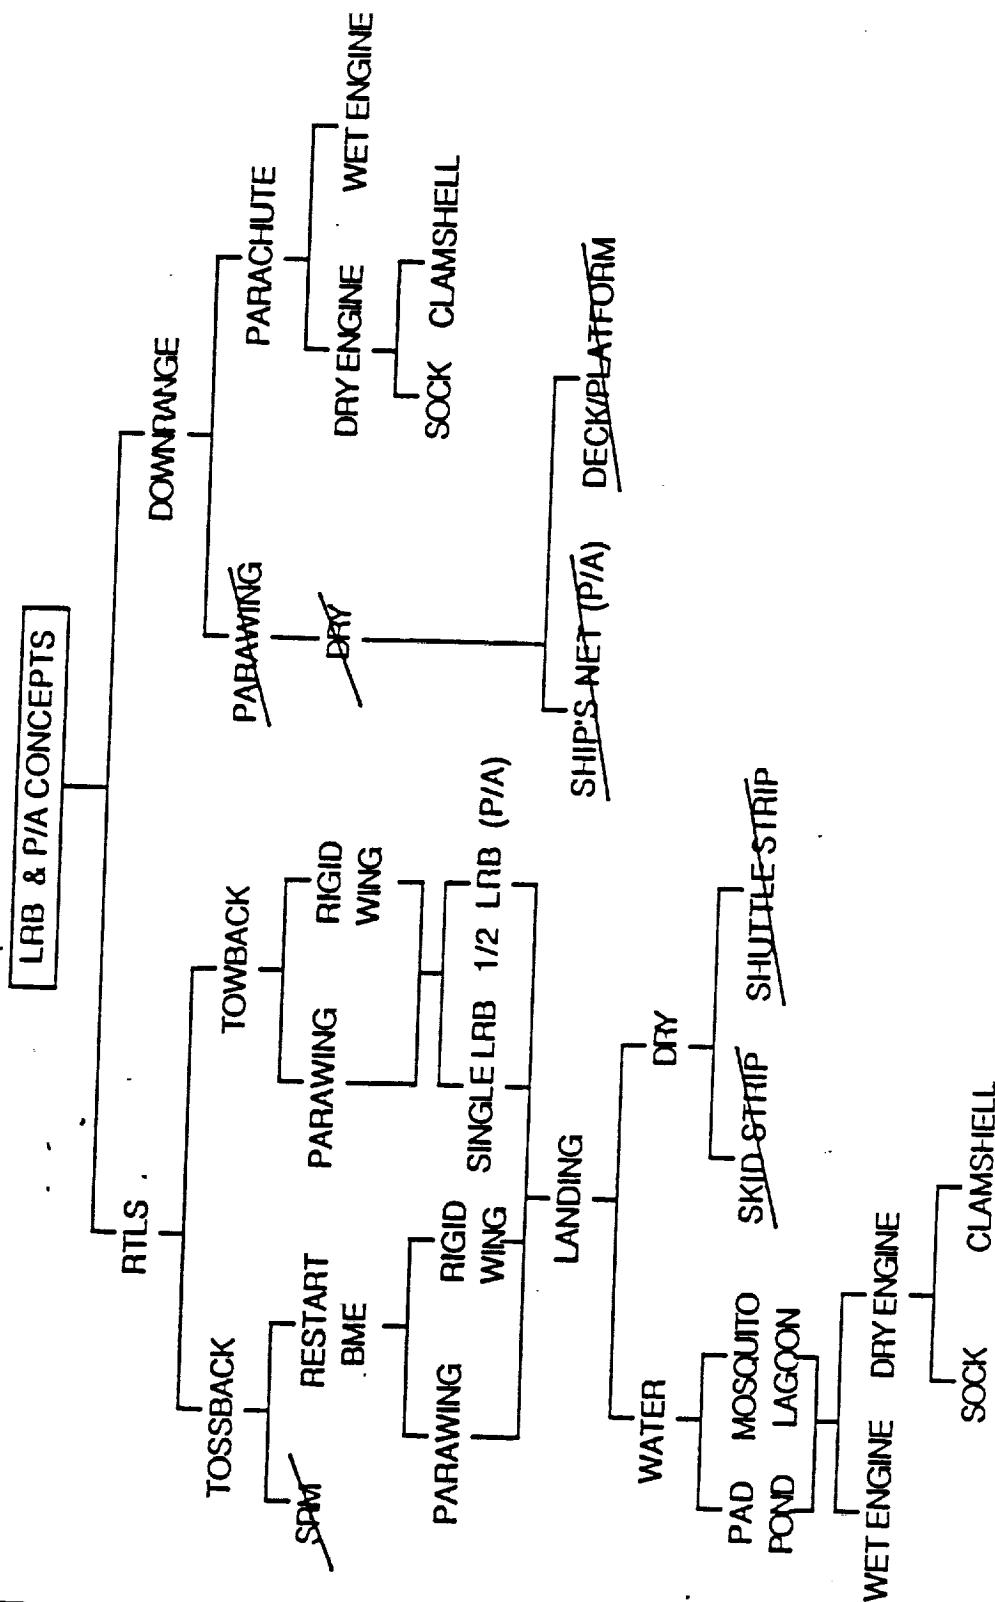 LRB & P/A CONCEPTS
RTLS
DOWNRANGE
TOSSBACK
TOWBACK
PARAWING
PARACHUTE
SRM
RESTART
BME
PARAWING
RIGID
WING
DRY
DRY ENGINE
WET ENGINE
PARAWING
RIGID
WING
SINGLE LRB
1/2 LRB (P/A)
SOCK
CLAMSHELL
SHIP'S NET (P/A)
DECK/PLATFORM
LANDING
WATER
DRY
PAD
POND
MOSQUITO
LAGOON
SKID STRIP
SHUTTLE STRIP
WET ENGINE
DRY ENGINE
SOCK
CLAMSHELL